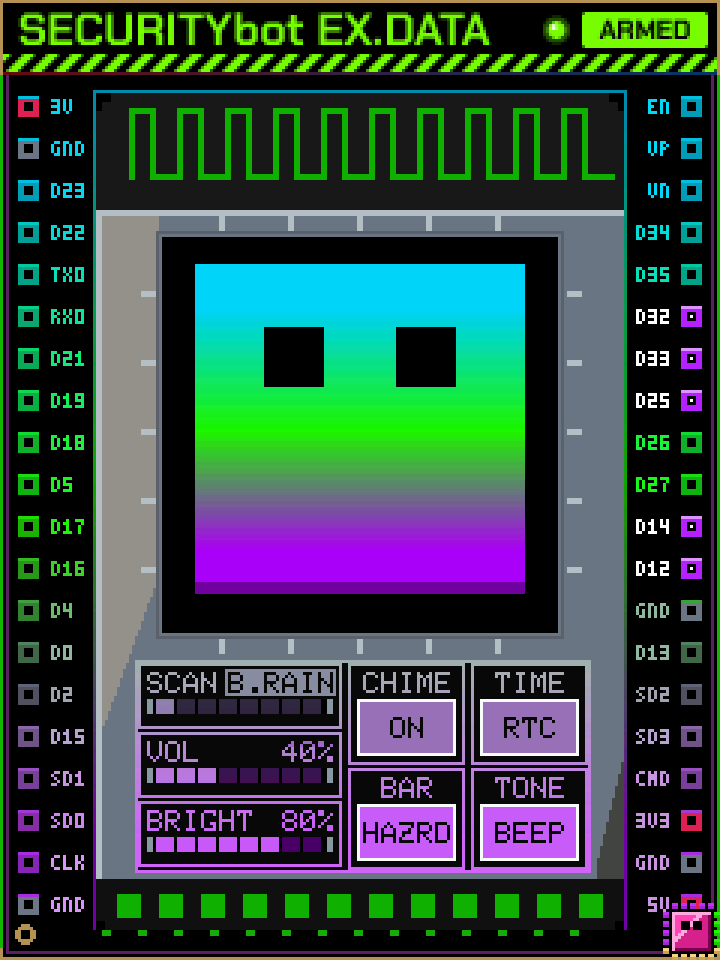 SECURITYbot EX.DATA ARMED
3V EN
GND VP
D23 VN
D22 D34
TX0 D35
RX0 D32
D21 D33
D19 D25
D18 D26
D5 D27
D17 D14
D16 D12
D4 GND
D0 D13
D2 SD2
D15 SD3
SD1 CMD
SD0 3V3
CLK GND
GND 5V
SCAN B.RAIN
VOL 40%
BRIGHT 80%
CHIME
ON
TIME
RTC
BAR
HAZRD
TONE
BEEP